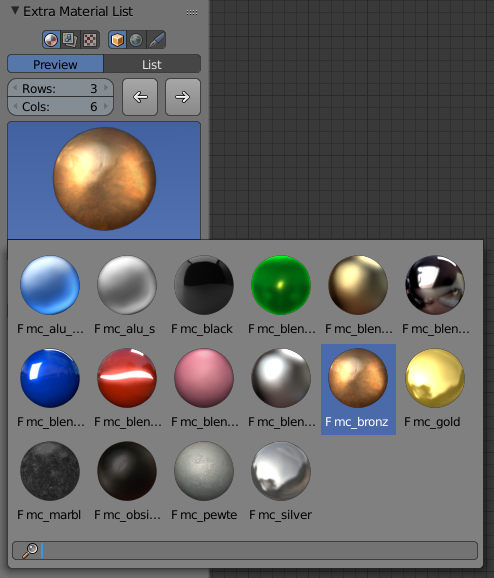 Extra Material List
Preview List
Rows: 3
Cols: 6
F mc_alu_... F mc_alu_s F mc_black F mc_blen... F mc_blen... F mc_blen...
F mc_blen... F mc_blen... F mc_blen... F mc_blen... F mc_bronz F mc_gold
F mc_marbl F mc_obsi... F mc_pewte F mc_silver